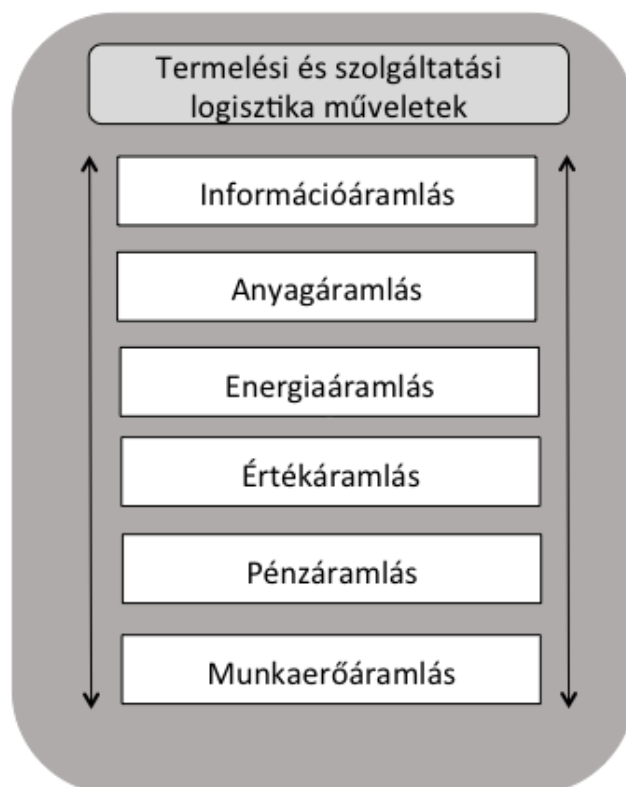 Termelési és szolgáltatási
logisztika műveletek
Információáramlás
Anyagáramlás
Energiaáramlás
Értékáramlás
Pénzáramlás
Munkaerőáramlás